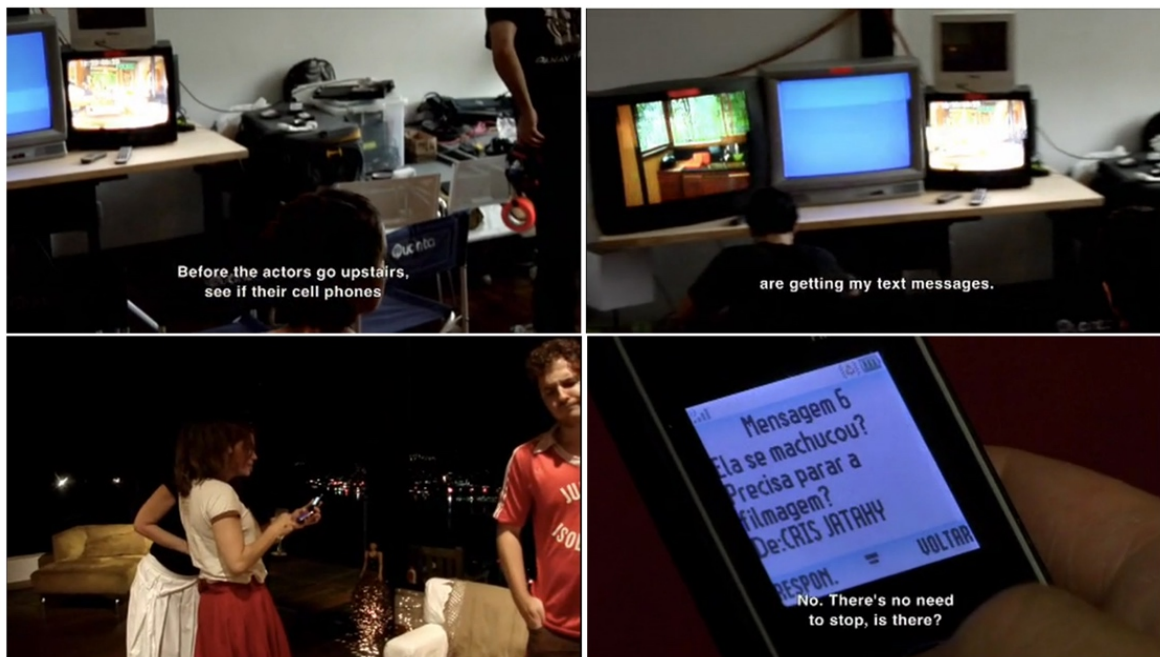 Before the actors go upstairs,
see if their cell phones
are getting my text messages.
Mensagem 6
Ela se machucou?
Precisa parar a
filmagem?
De:CRIS JATAHY
RESPON.
VOLTAR
No. There's no need
to stop, is there?